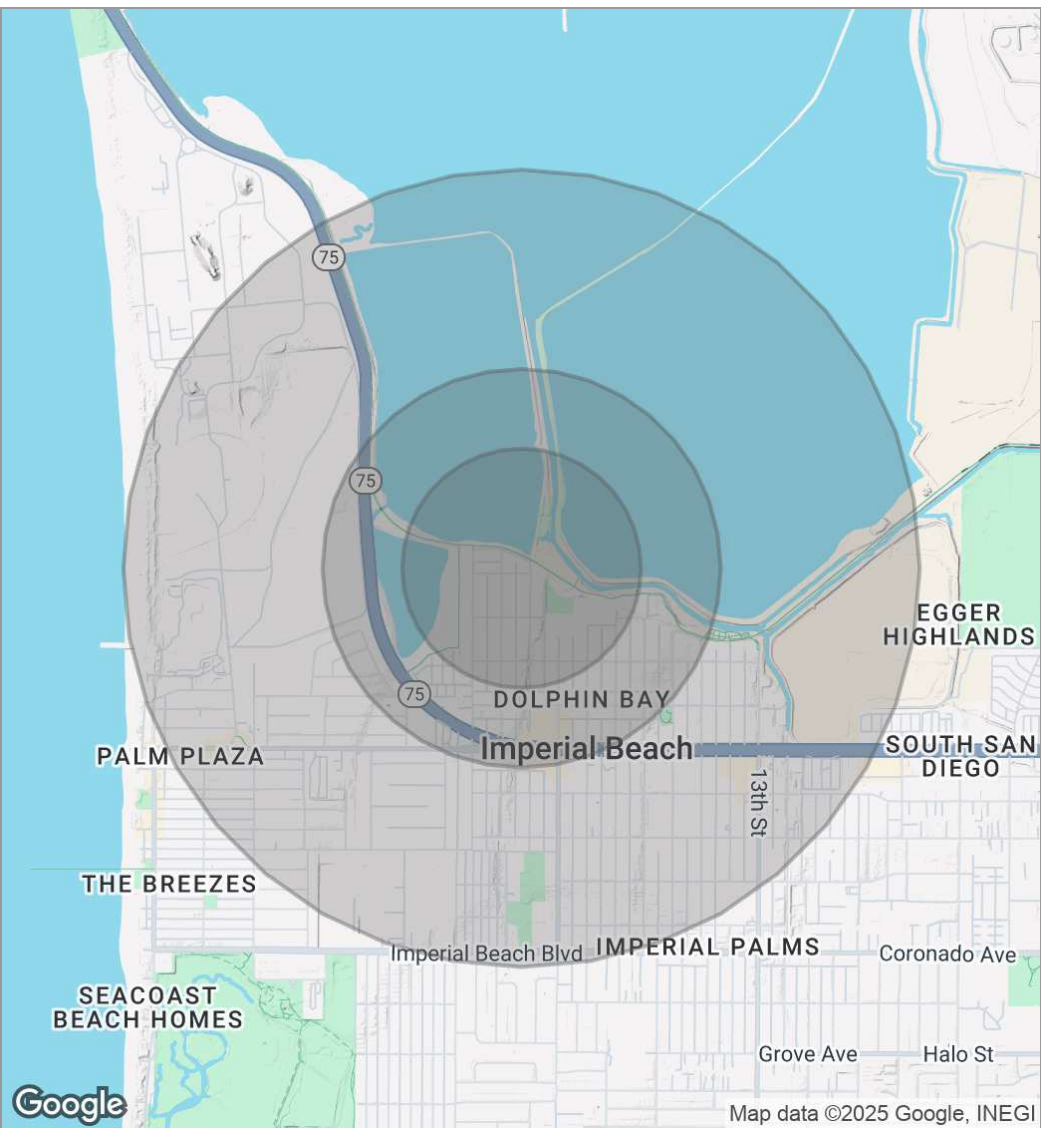 75
75
EGGER
HIGHLANDS
75
DOLPHIN BAY
Imperial Beach
PALM PLAZA
SOUTH SAN
DIEGO
13th St
THE BREEZES
Imperial Beach Blvd
IMPERIAL PALMS
Coronado Ave
SEACOAST
BEACH HOMES
Grove Ave
Halo St
Google
Map data ©2025 Google, INEGI